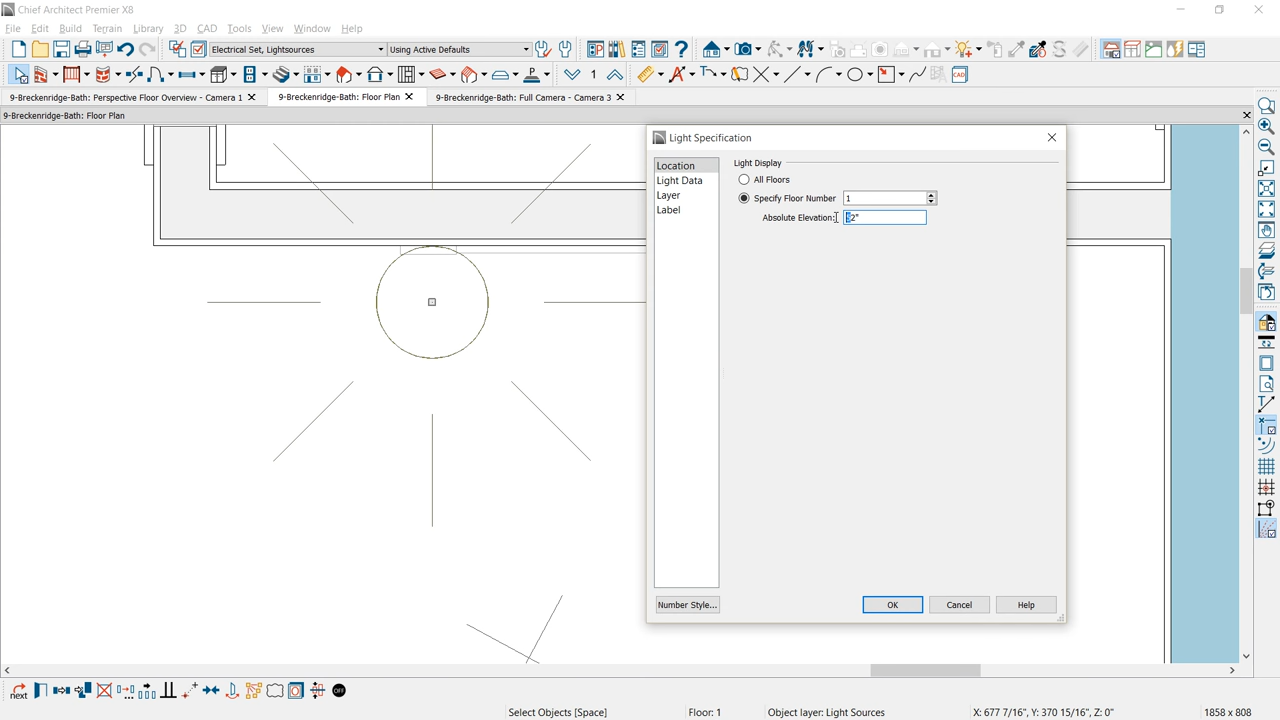 Chief Architect Premier X8
File Edit Build Terrain Library 3D CAD Tools View Window Help
Electrical Set, Lightsources Using Active Defaults
1
9-Breckenridge-Bath: Perspective Floor Overview - Camera 1 9-Breckenridge-Bath: Floor Plan 9-Breckenridge-Bath: Full Camera - Camera 3
9-Breckenridge-Bath: Floor Plan
Light Specification
Location
Light Data
Layer
Label
Light Display
All Floors
Specify Floor Number 1
Absolute Elevation:
Number Style... OK Cancel Help
next OFF
Select Objects [Space] Floor: 1 Object layer: Light Sources X: 677 7/16", Y: 370 15/16", Z: 0" 1858 x 808